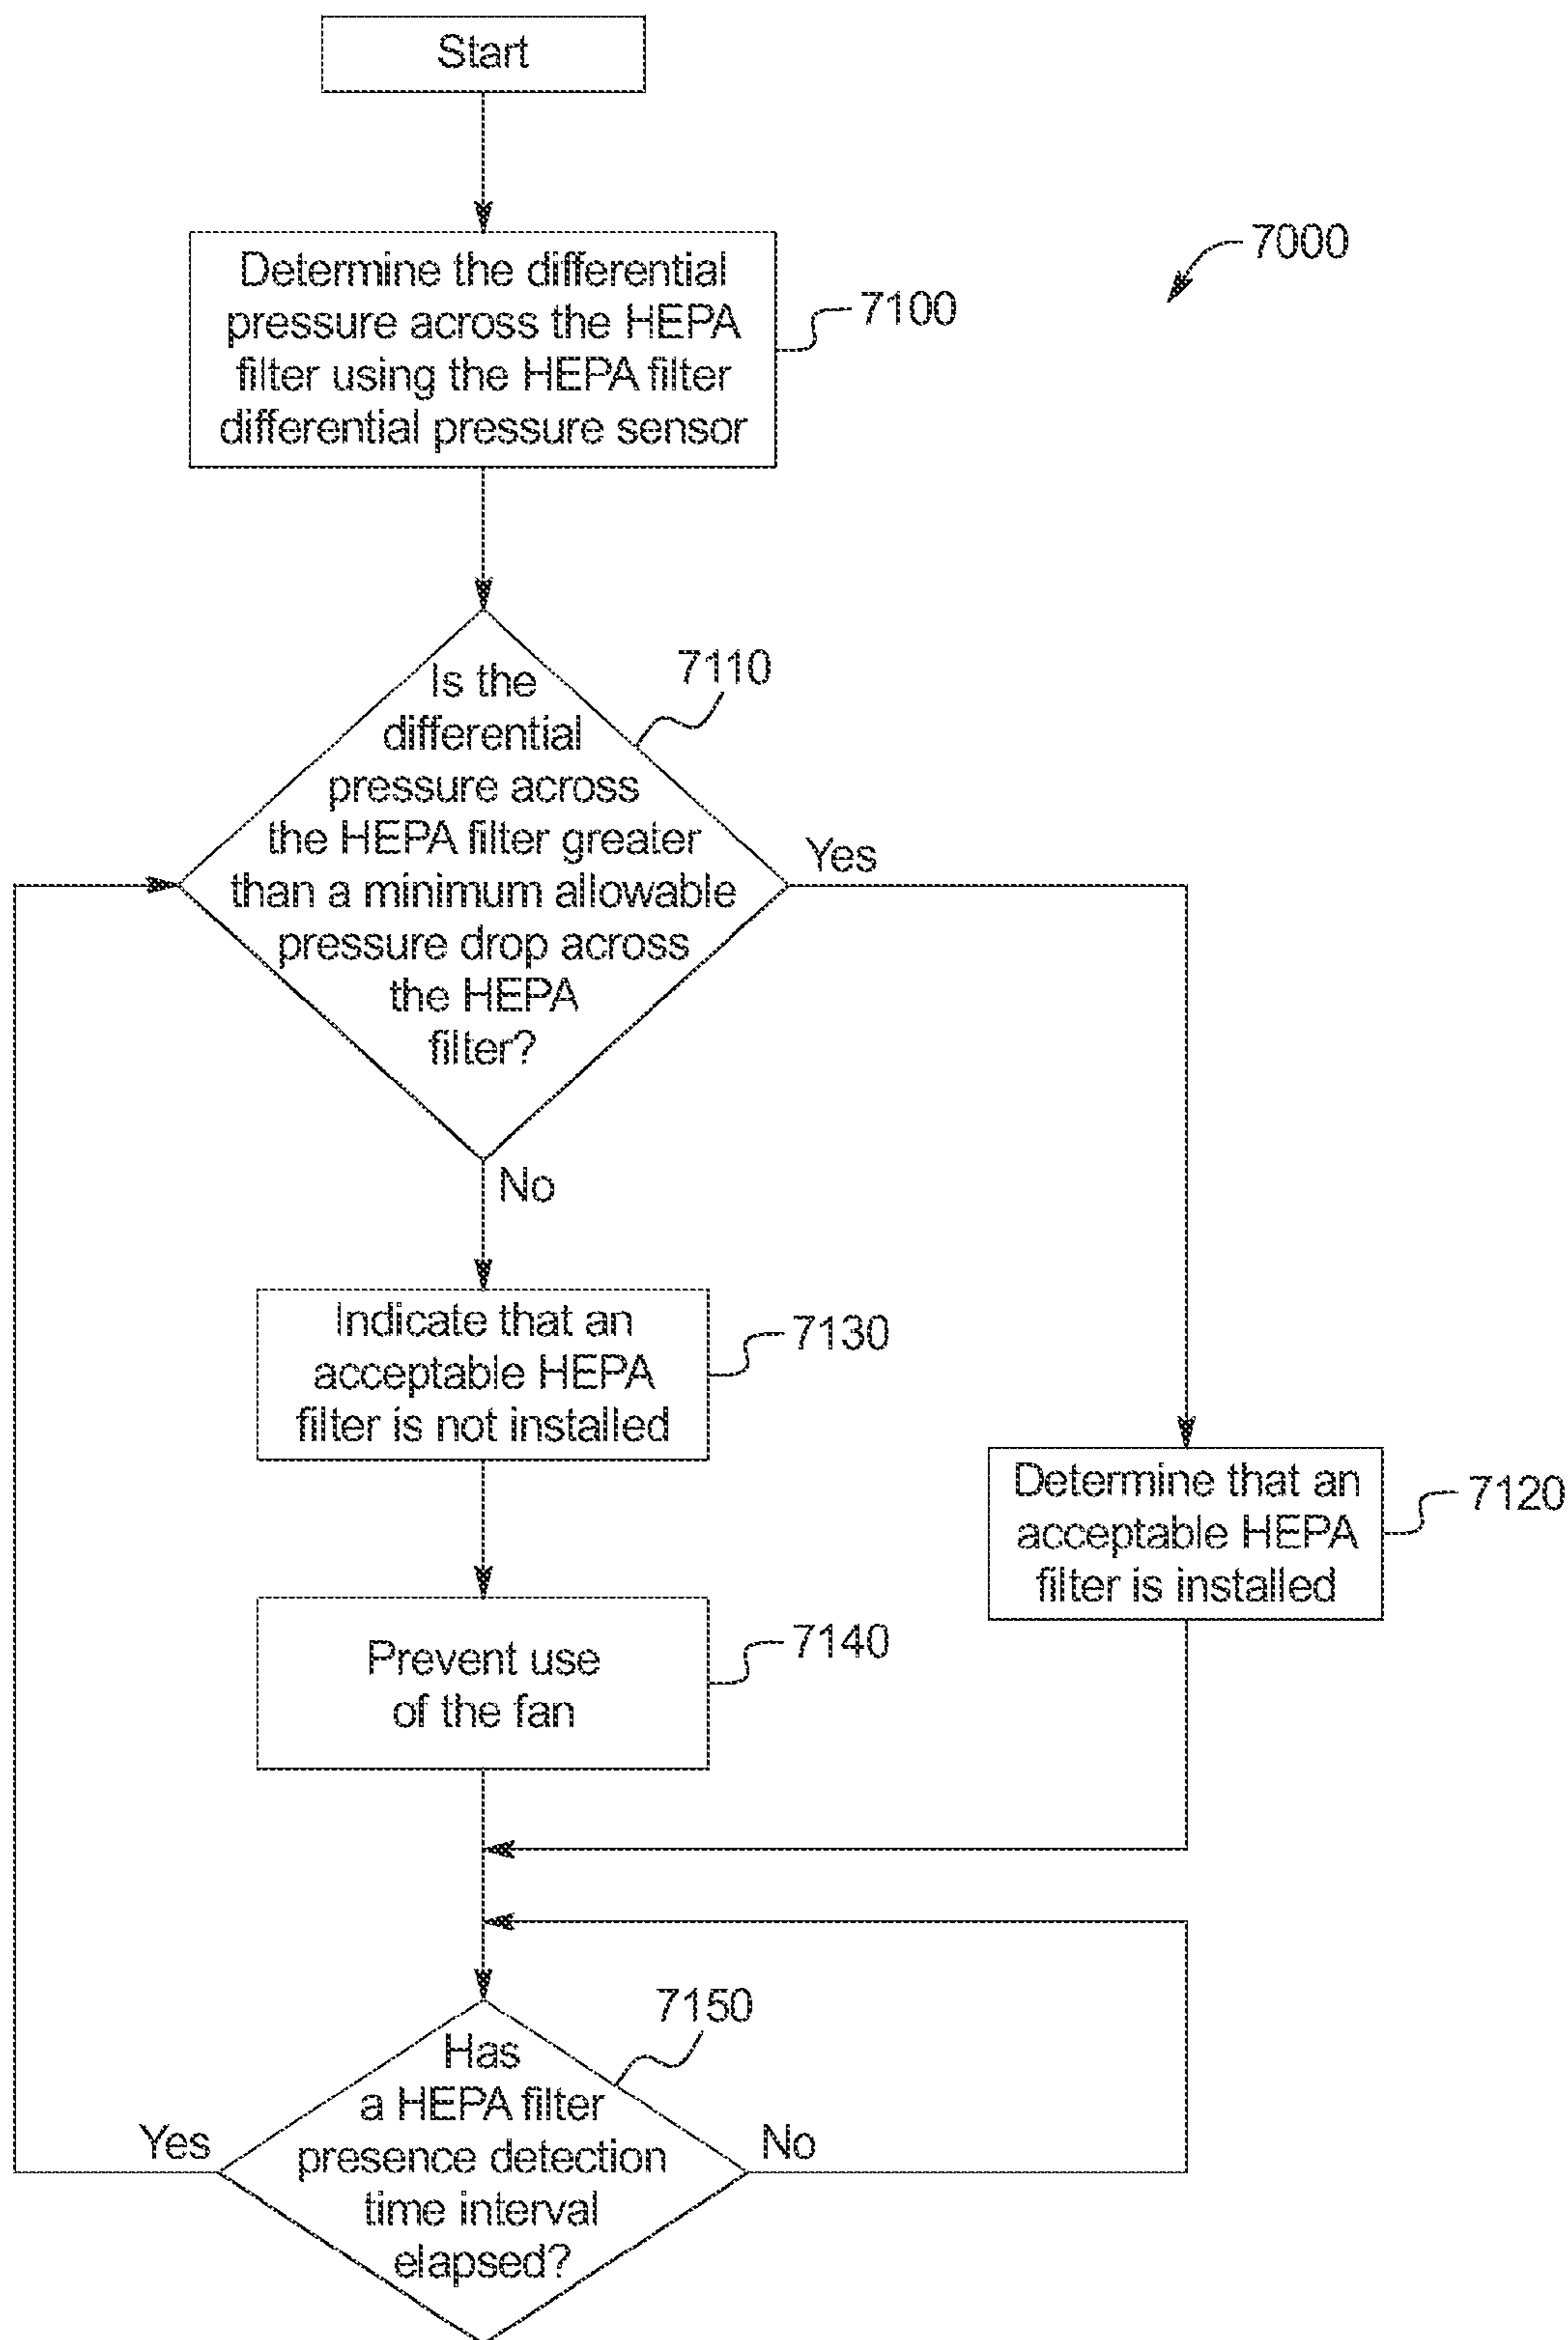 Start
7000
Determine the differential
pressure across the HEPA
filter using the HEPA filter
differential pressure sensor
7100
7110
Is the
differential
pressure across
the HEPA filter greater
than a minimum allowable
pressure drop across
the HEPA
filter?
Yes
No
Indicate that an
acceptable HEPA
filter is not installed
7130
Determine that an
acceptable HEPA
filter is installed
7120
Prevent use
of the fan
7140
7150
Has
a HEPA filter
presence detection
time interval
elapsed?
Yes
No